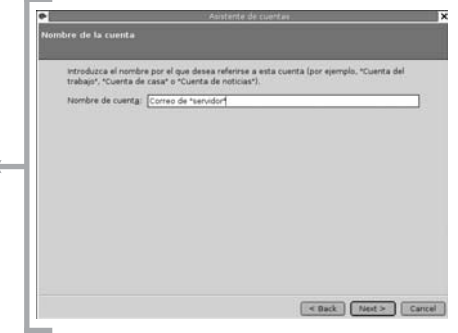 Asistente de cuentas
Nombre de la cuenta
Introduzca el nombre por el que desea referirse a esta cuenta (por ejemplo, "Cuenta del
trabajo", "Cuenta de casa" o "Cuenta de noticias").
Nombre de cuenta: Correo de "servidor"
< Back Next > Cancel